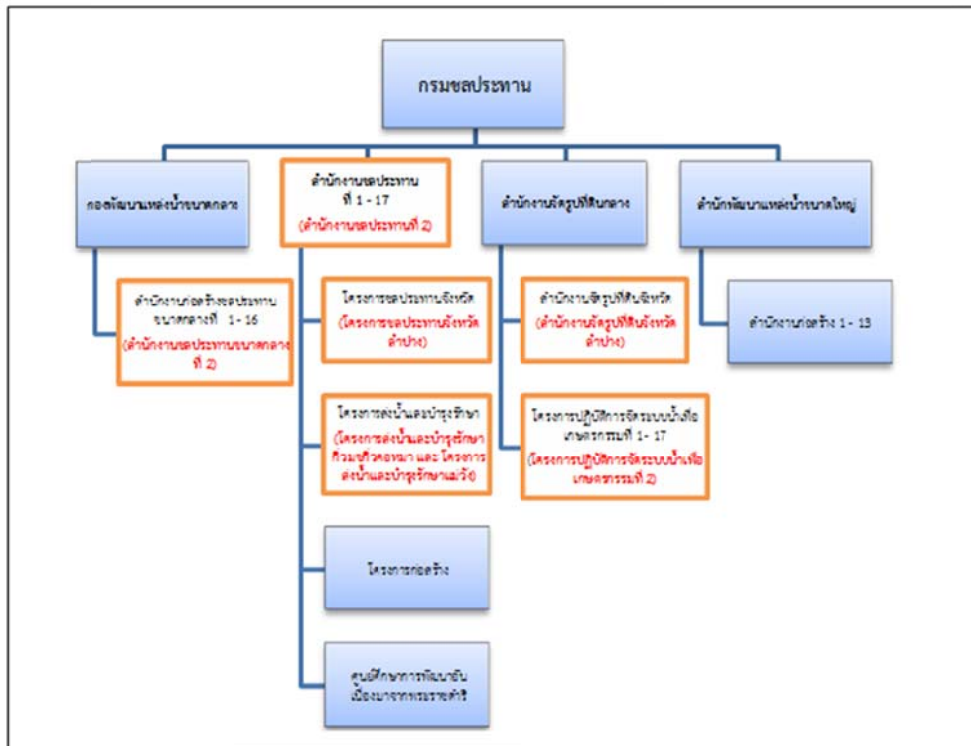 กรมชลประทาน
กองพัฒนาแหล่งน้ำขนาดกลาง
สำนักงานชลประทาน
ที่ 1 - 17
(สำนักงานชลประทานที่ 2)
สำนักงานจัดรูปที่ดินกลาง
สำนักพัฒนาแหล่งน้ำขนาดใหญ่
สำนักงานก่อสร้างชลประทาน
ขนาดกลางที่ 1 - 16
(สำนักงานชลประทานขนาดกลาง
ที่ 2)
โครงการชลประทานจังหวัด
(โครงการชลประทานจังหวัด
ลำปาง)
สำนักงานจัดรูปที่ดินจังหวัด
(สำนักงานจัดรูปที่ดินจังหวัด
ลำปาง)
สำนักงานก่อสร้าง 1 - 13
โครงการส่งน้ำและบำรุงรักษา
(โครงการส่งน้ำและบำรุงรักษา
กิ่วลมกิ่วคอหมา และ โครงการ
ส่งน้ำและบำรุงรักษาแม่วัง)
โครงการปฏิบัติการจัดระบบน้ำเพื่อ
เกษตรกรรมที่ 1 - 17
(โครงการปฏิบัติการจัดระบบน้ำเพื่อ
เกษตรกรรมที่ 2)
โครงการก่อสร้าง
ศูนย์ศึกษาการพัฒนาอัน
เนื่องมาจากพระราชดำริ